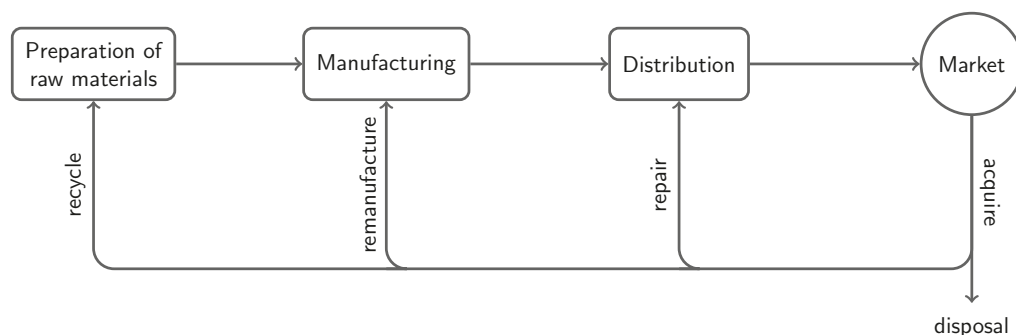 Preparation of
raw materials
Manufacturing
Distribution
Market
recycle
remanufacture
repair
acquire
disposal